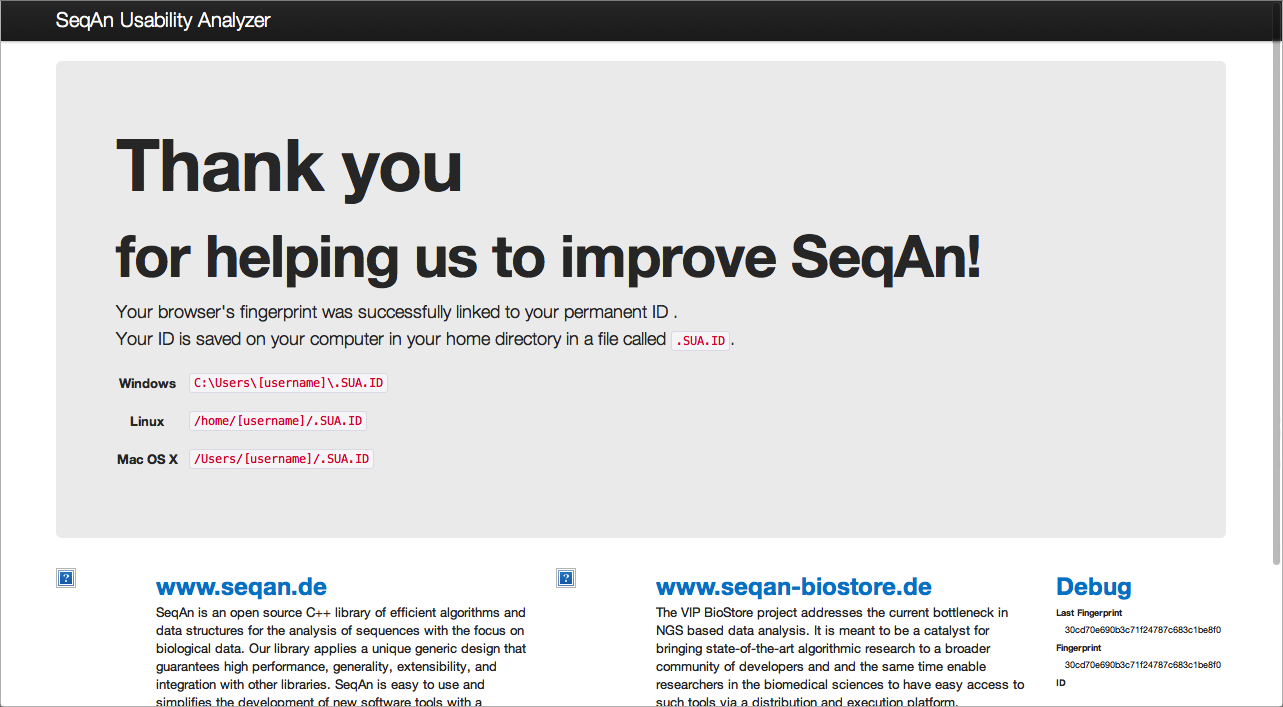 SeqAn Usability Analyzer
Thank you
for helping us to improve SeqAn!
Your browser's fingerprint was successfully linked to your permanent ID .
Your ID is saved on your computer in your home directory in a file called .SUA.ID.
Windows C:\Users\[username]\.SUA.ID
Linux /home/[username]/.SUA.ID
Mac OS X /Users/[username]/.SUA.ID
www.seqan.de
SeqAn is an open source C++ library of efficient algorithms and
data structures for the analysis of sequences with the focus on
biological data. Our library applies a unique generic design that
guarantees high performance, generality, extensibility, and
integration with other libraries. SeqAn is easy to use and
simplifies the development of new software tools with a
www.seqan-biostore.de
The VIP BioStore project addresses the current bottleneck in
NGS based data analysis. It is meant to be a catalyst for
bringing state-of-the-art algorithmic research to a broader
community of developers and and the same time enable
researchers in the biomedical sciences to have easy access to
such tools via a distribution and execution platform.
Debug
Last Fingerprint
30cd70e690b3c71f24787c683c1be8f0
Fingerprint
30cd70e690b3c71f24787c683c1be8f0
ID